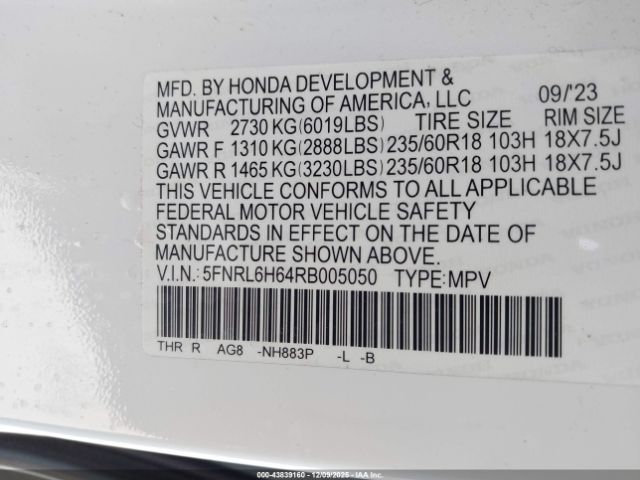 MFD. BY HONDA DEVELOPMENT &
MANUFACTURING OF AMERICA, LLC 09/'23
GVWR 2730 KG(6019LBS) TIRE SIZE RIM SIZE
GAWR F 1310 KG(2888LBS) 235/60R18 103H 18X7.5J
GAWR R 1465 KG(3230LBS) 235/60R18 103H 18X7.5J
THIS VEHICLE CONFORMS TO ALL APPLICABLE
FEDERAL MOTOR VEHICLE SAFETY
STANDARDS IN EFFECT ON THE DATE OF
MANUFACTURE SHOWN ABOVE.
V.I.N.: 5FNRL6H64RB005050 TYPE:MPV
THR R AG8 -NH883P -L -B
000-43839160 - 12/09/2025 - IAAI.COM